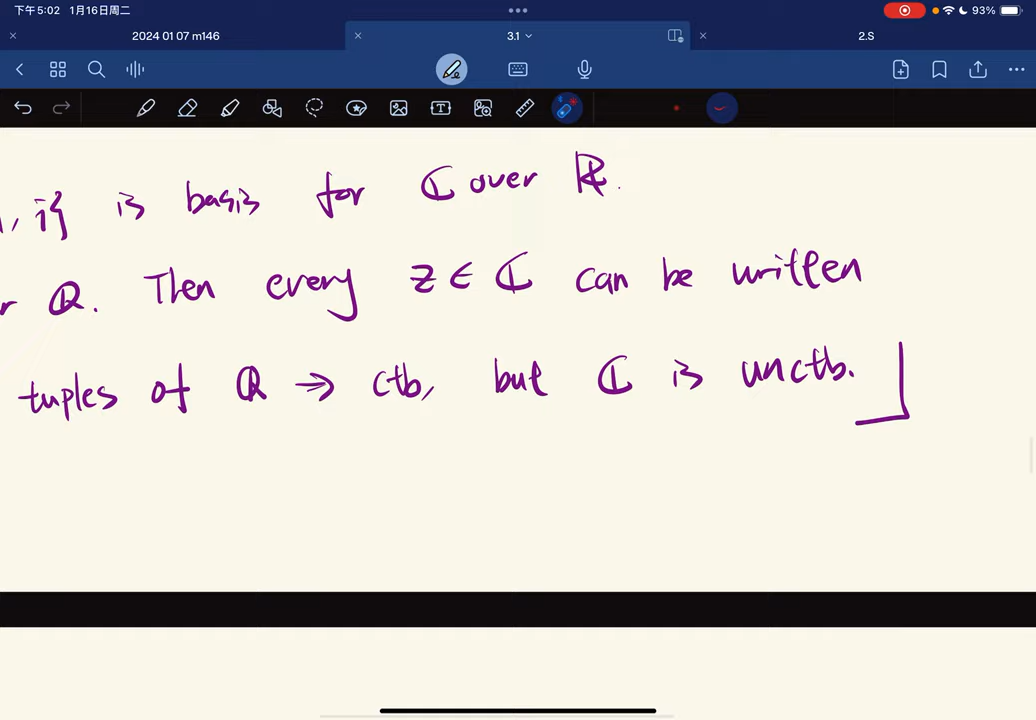 下午5:02 1月16日周二
93%
2024 01 07 m146
3.1
2.S
1, i} is basis for ℂ over ℝ.
r ℚ. Then every z ∈ ℂ can be written
tuples of ℚ ⇒ ctb, but ℂ is unctb.